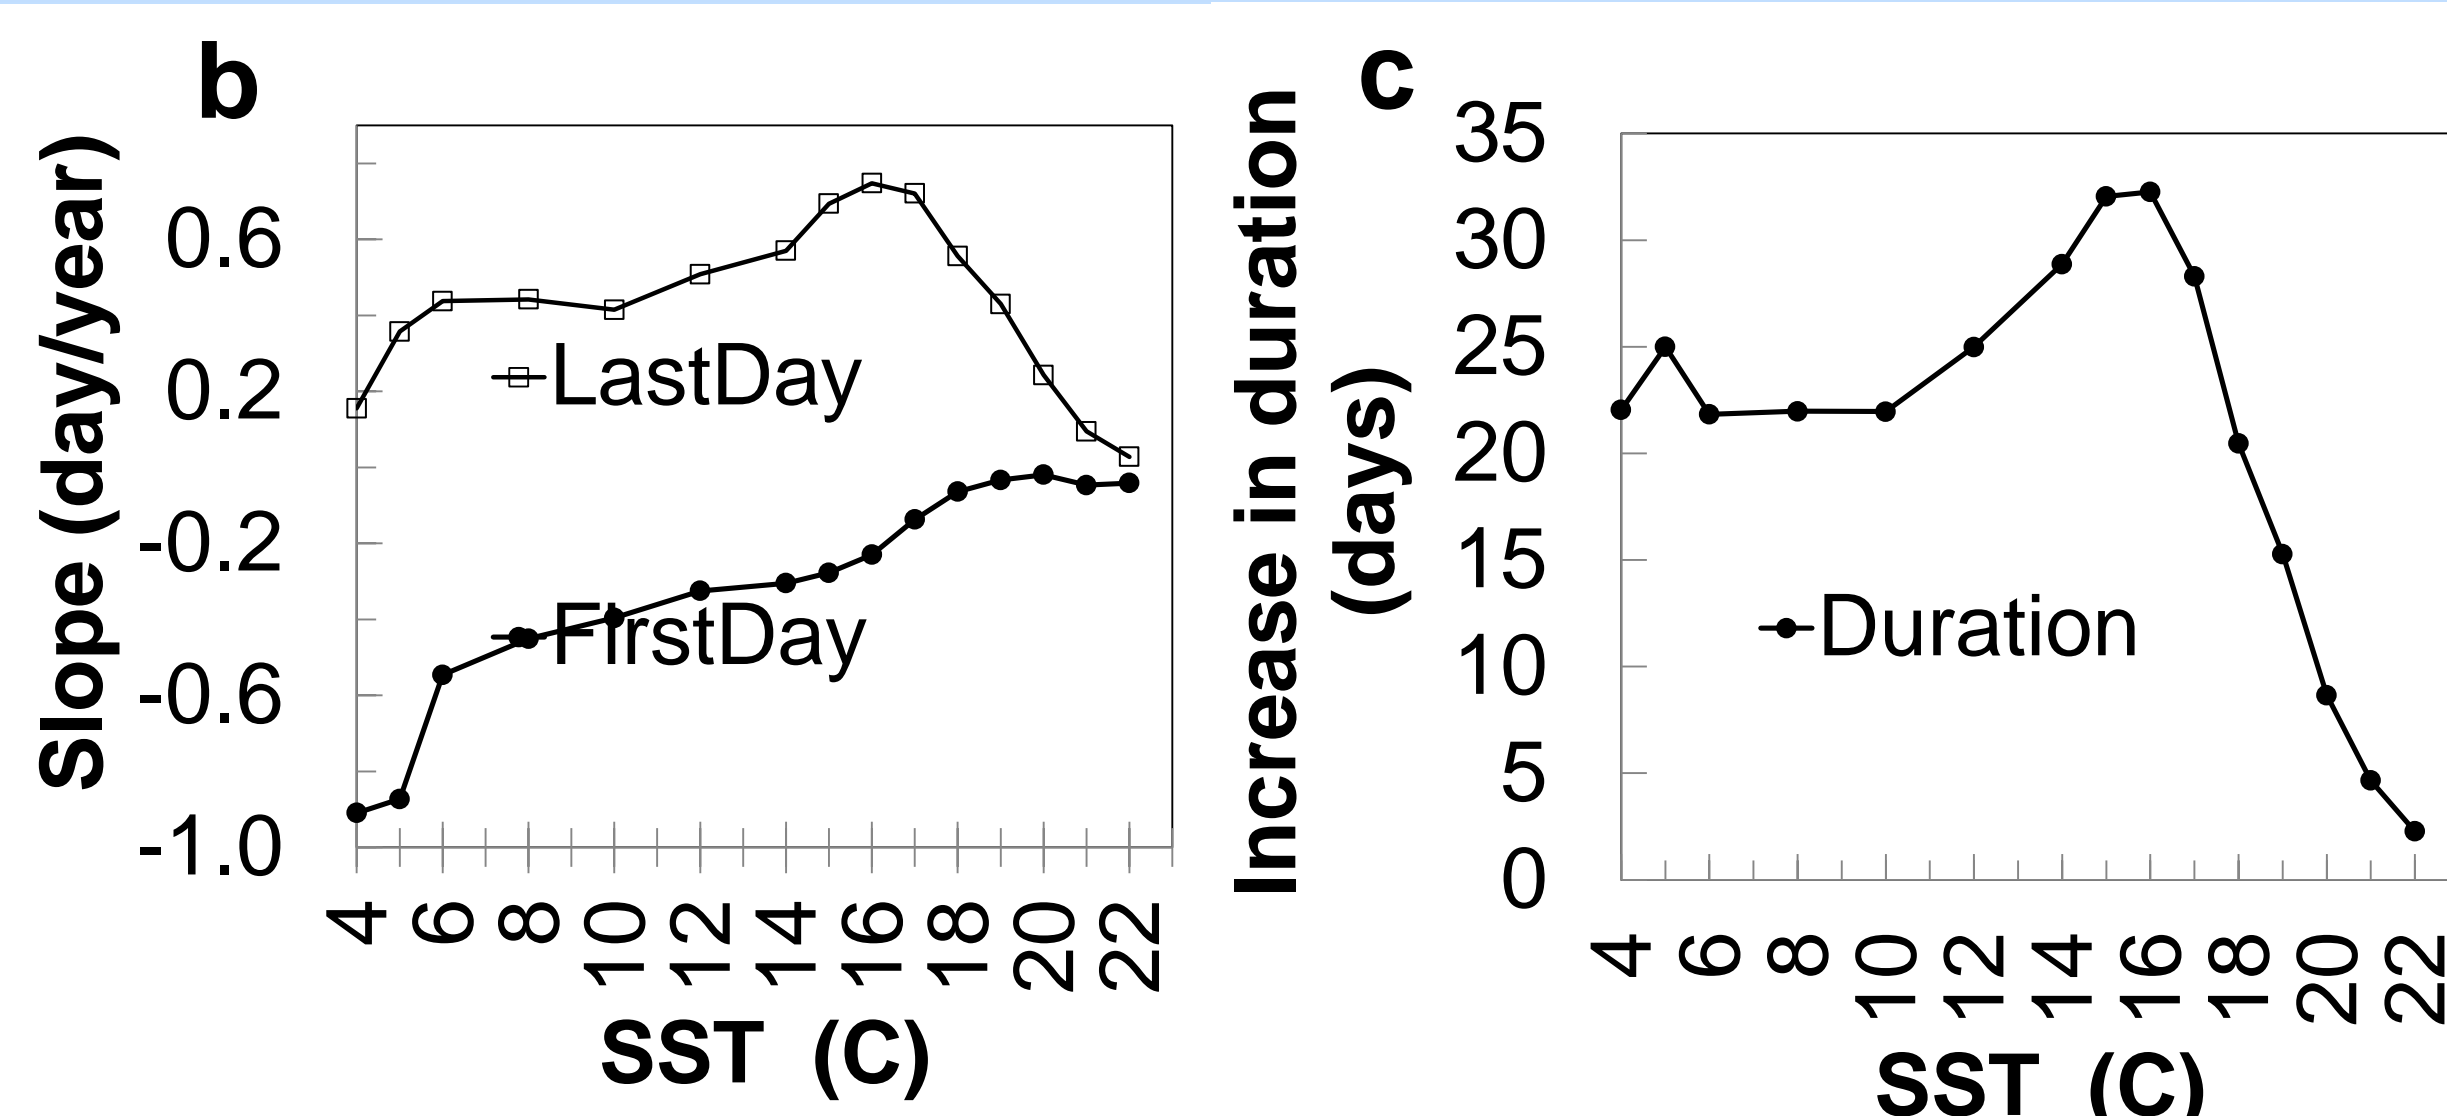 b
Slope (day/year)
0.6
0.2
-0.2
-0.6
-1.0
LastDay
FirstDay
4 6 8 10 12 14 16 18 20 22
SST (C)
c
Increase in duration
(days)
35
30
25
20
15
10
5
0
Duration
4 6 8 10 12 14 16 18 20 22
SST (C)